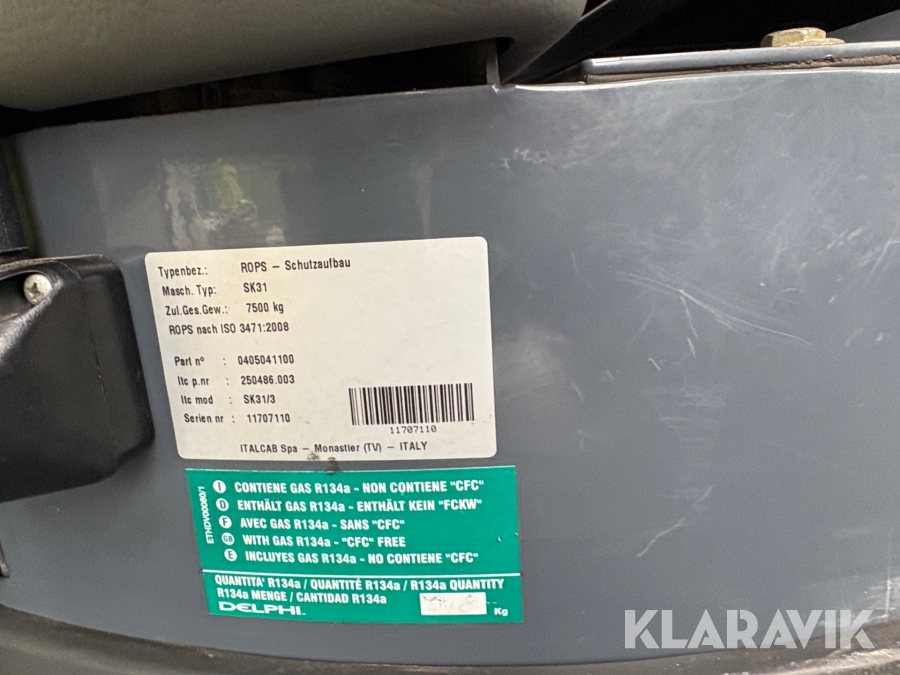 Typenbez.: ROPS – Schutzaufbau
Masch. Typ: SK31
Zul.Ges.Gew.: 7500 kg
ROPS nach ISO 3471:2008
Part nº : 0405041100
Itc p.nr : 250486.003
Itc mod : SK31/3
Serien nr : 11707110
11707110
ITALCAB Spa – Monastier (TV) – ITALY
ETHDV00080/1
I CONTIENE GAS R134a - NON CONTIENE "CFC"
D ENTHÄLT GAS R134a - ENTHÄLT KEIN "FCKW"
F AVEC GAS R134a - SANS "CFC"
GB WITH GAS R134a - "CFC" FREE
E INCLUYES GAS R134a - NO CONTIENE "CFC"
QUANTITA' R134a / QUANTITÉ R134a / R134a QUANTITY
R134a MENGE / CANTIDAD R134a
DELPHI Kg
KLARAVIK